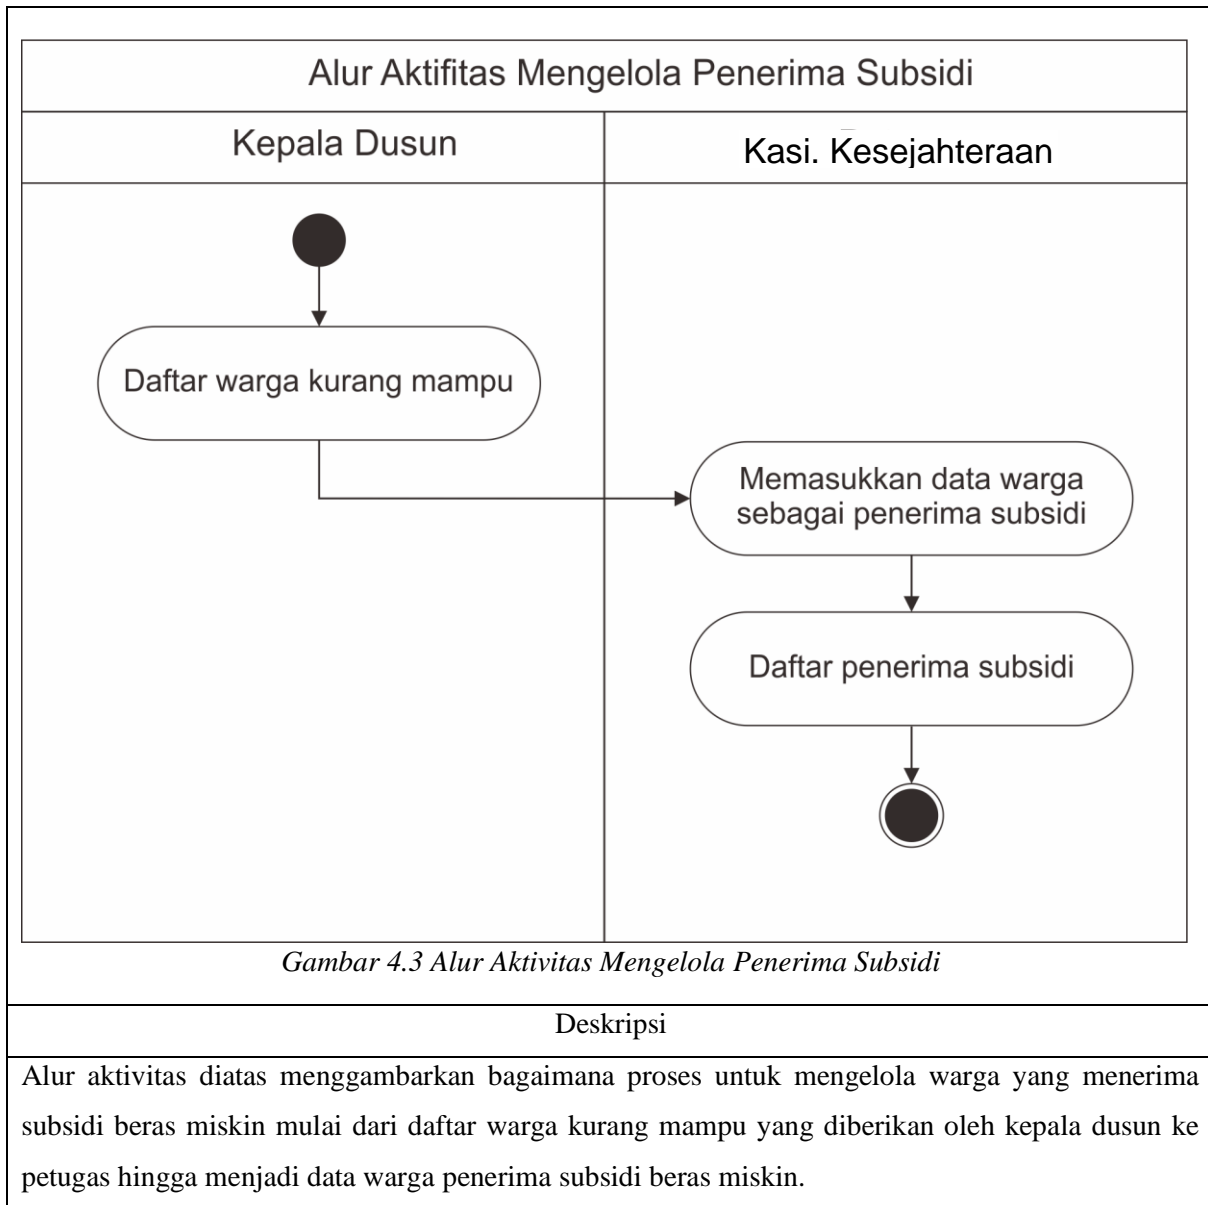 Alur Aktifitas Mengelola Penerima Subsidi
Kepala Dusun
Kasi. Kesejahteraan
Daftar warga kurang mampu
Memasukkan data warga
sebagai penerima subsidi
Daftar penerima subsidi
Gambar 4.3 Alur Aktivitas Mengelola Penerima Subsidi
Deskripsi
Alur aktivitas diatas menggambarkan bagaimana proses untuk mengelola warga yang menerima
subsidi beras miskin mulai dari daftar warga kurang mampu yang diberikan oleh kepala dusun ke
petugas hingga menjadi data warga penerima subsidi beras miskin.